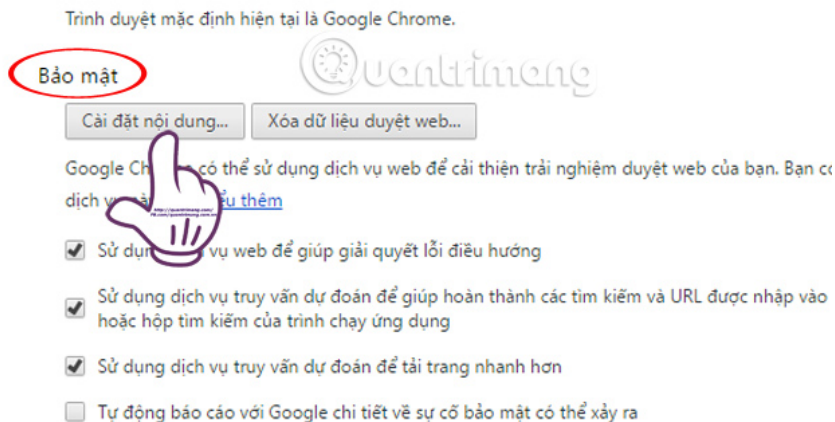 Trình duyệt mặc định hiện tại là Google Chrome.
Quantrimang
Bảo mật
Cài đặt nội dung...
Xóa dữ liệu duyệt web...
Google có thể sử dụng dịch vụ web để cải thiện trải nghiệm duyệt web của bạn. Bạn
dịch thêm
http://quantrimang.com/
Sử vụ web để giúp giải quyết lỗi điều hướng
Sử dụng dịch vụ truy vấn dự đoán để giúp hoàn thành các tìm kiếm và URL được nhập vào
hoặc hộp tìm kiếm của trình chạy ứng dụng
Sử dụng dịch vụ truy vấn dự đoán để tải trang nhanh hơn
Tự động báo cáo với Google chi tiết về sự cố bảo mật có thể xảy ra